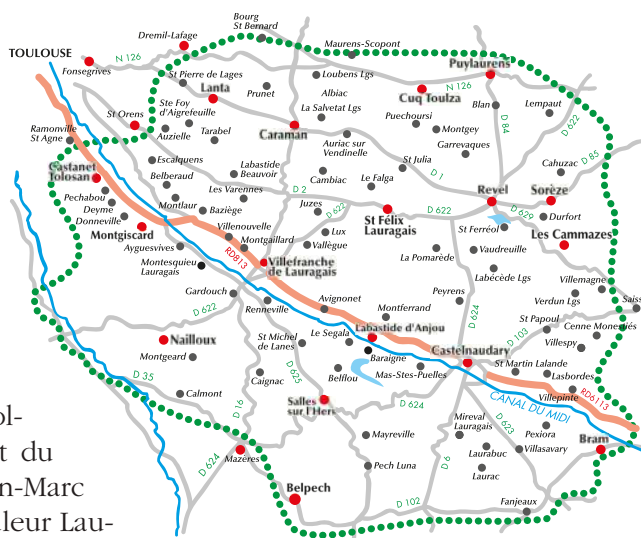 Bourg
St Bernard
Dremil-Lafage
Maurens-Scopont
TOULOUSE
N 126
Fonsegrives
Puylaurens
St Pierre de Lages
Loubens Lgs
Lanta
Prunet
Albiac
Cuq Toulza
N 126
Ste Foy
d'Aigrefeuille
La Salvetat Lgs
Blan
Lempaut
St Orens
Puechoursi
D 622
Ramonville
St Agne
Auzielle
Tarabel
Caraman
Montgey
D 84
Auriac sur
Vendinelle
Garrevaques
Escalquens
St Julia
D 85
Castanet
Tolosan
Labastide
Beauvoir
D 1
Cahuzac
Belberaud
Cambiac
Le Falga
Pechabou
Les Varennes
D 2
Revel
Sorèze
Deyme
Montlaur
Baziège
Juzes
D 622
D 622
D 629
Donneville
St Félix
Lauragais
Durfort
Montgiscard
Villenouvelle
Lux
St Ferréol
Les Cammazes
Ayguesvives
Montgaillard
Vallègue
Vaudreuille
RD813
La Pomarède
Montesquieu
Lauragais
Villefranche
de Lauragais
Labécède Lgs
Villemagne
Gardouch
Peyrens
Verdun Lgs
Saiss
D 622
Renneville
Avignonet
Montferrand
D 624
St Papoul
Cenne Monestiés
Nailloux
St Michel
de Lanes
Le Segala
Labastide d'Anjou
D 103
Villespy
Montgeard
Baraigne
Castelnaudary
St Martin Lalande
D 35
D 625
Belflou
Mas-Stes-Puelles
Lasbordes
Caignac
Villepinte
RD6113
Calmont
D 16
Salles
sur l'Hers
D 624
CANAL DU MIDI
Mireval
Lauragais
D 623
Pexiora
Mayreville
Villasavary
Bram
D 624
Mazères
Laurabuc
D 6
Pech Luna
Laurac
Belpech
D 102
Fanjeaux
ol-
t du
n-Marc
leur Lau-